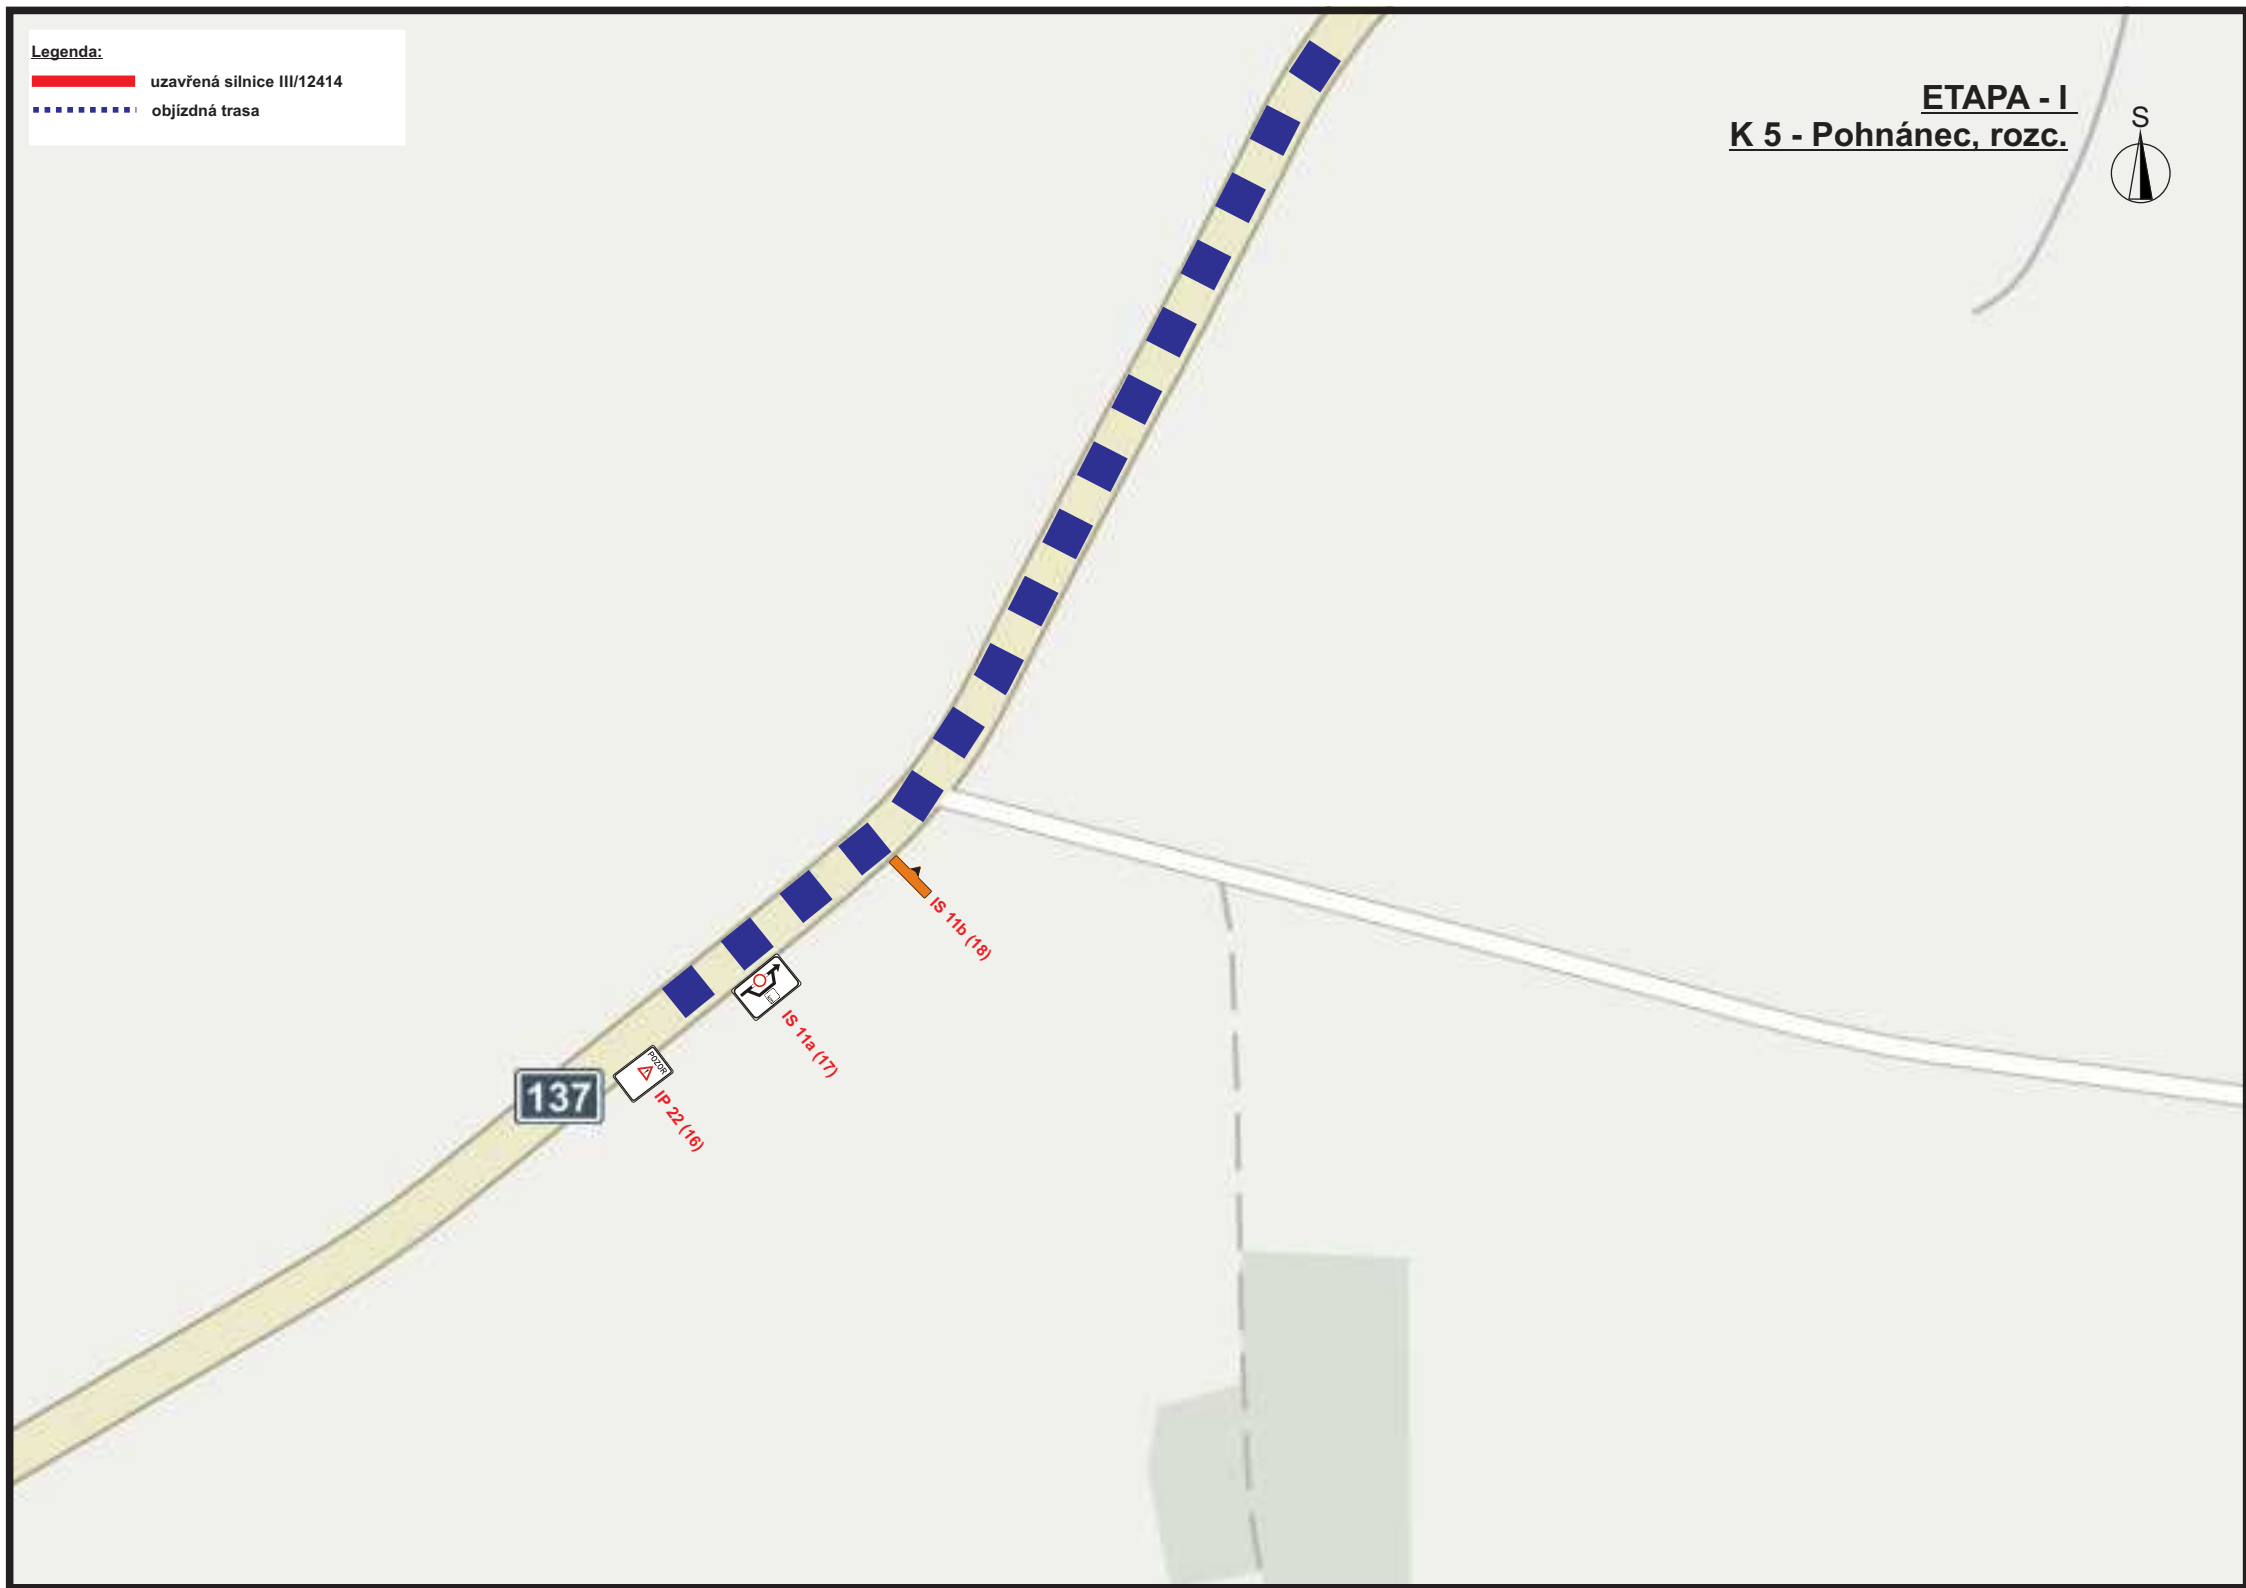 Legenda:
uzavřená silnice III/12414
objízdná trasa
ETAPA - I
K 5 - Pohnánec, rozc.
S
IS 11b (18)
IS 11a (17)
POZOR
IP 22 (16)
137